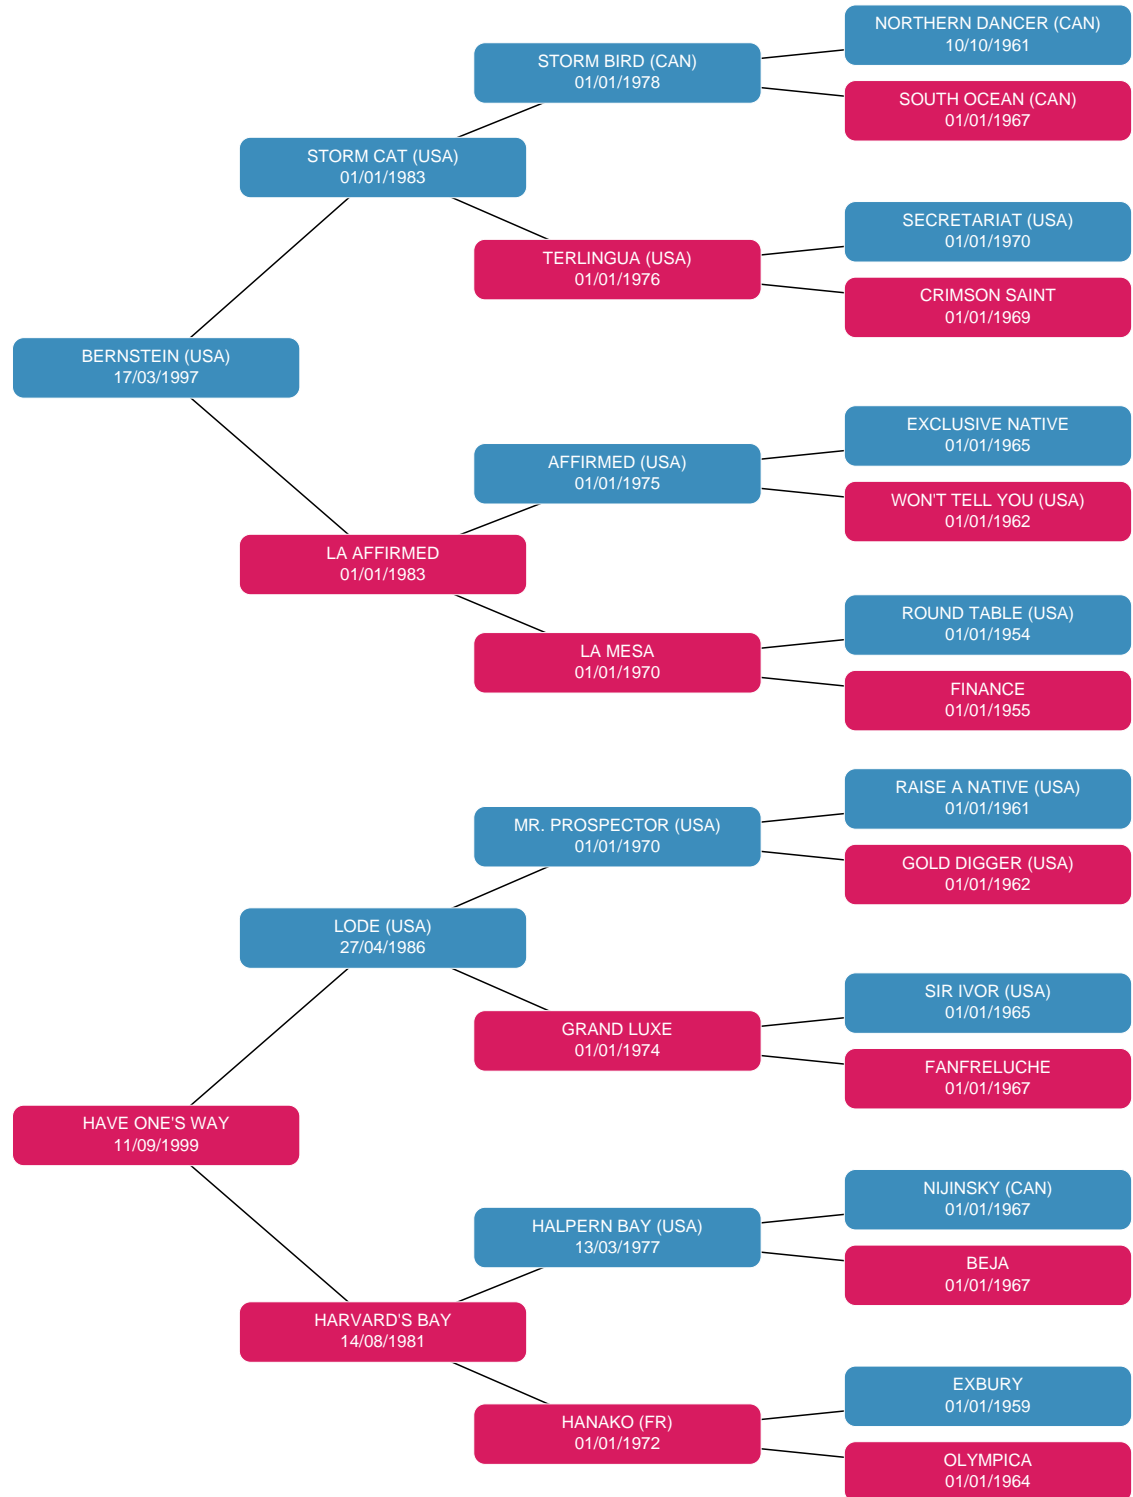 NORTHERN DANCER (CAN)
10/10/1961
STORM BIRD (CAN)
01/01/1978
SOUTH OCEAN (CAN)
01/01/1967
STORM CAT (USA)
01/01/1983
SECRETARIAT (USA)
01/01/1970
TERLINGUA (USA)
01/01/1976
CRIMSON SAINT
01/01/1969
BERNSTEIN (USA)
17/03/1997
EXCLUSIVE NATIVE
01/01/1965
AFFIRMED (USA)
01/01/1975
WON'T TELL YOU (USA)
01/01/1962
LA AFFIRMED
01/01/1983
ROUND TABLE (USA)
01/01/1954
LA MESA
01/01/1970
FINANCE
01/01/1955
RAISE A NATIVE (USA)
01/01/1961
MR. PROSPECTOR (USA)
01/01/1970
GOLD DIGGER (USA)
01/01/1962
LODE (USA)
27/04/1986
SIR IVOR (USA)
01/01/1965
GRAND LUXE
01/01/1974
FANFRELUCHE
01/01/1967
HAVE ONE'S WAY
11/09/1999
NIJINSKY (CAN)
01/01/1967
HALPERN BAY (USA)
13/03/1977
BEJA
01/01/1967
HARVARD'S BAY
14/08/1981
EXBURY
01/01/1959
HANAKO (FR)
01/01/1972
OLYMPICA
01/01/1964